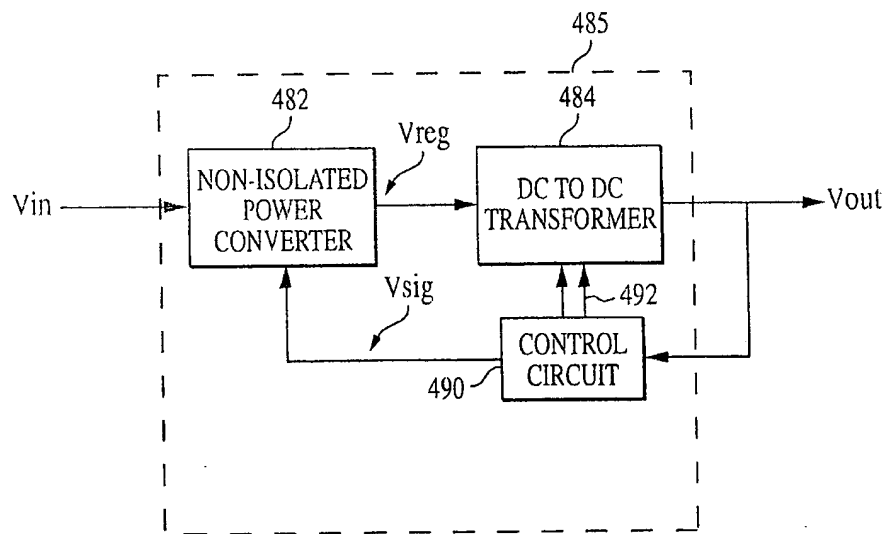 485
482
484
Vreg
NON-ISOLATED
POWER
CONVERTER
DC TO DC
TRANSFORMER
Vin
Vout
Vsig
492
490
CONTROL
CIRCUIT